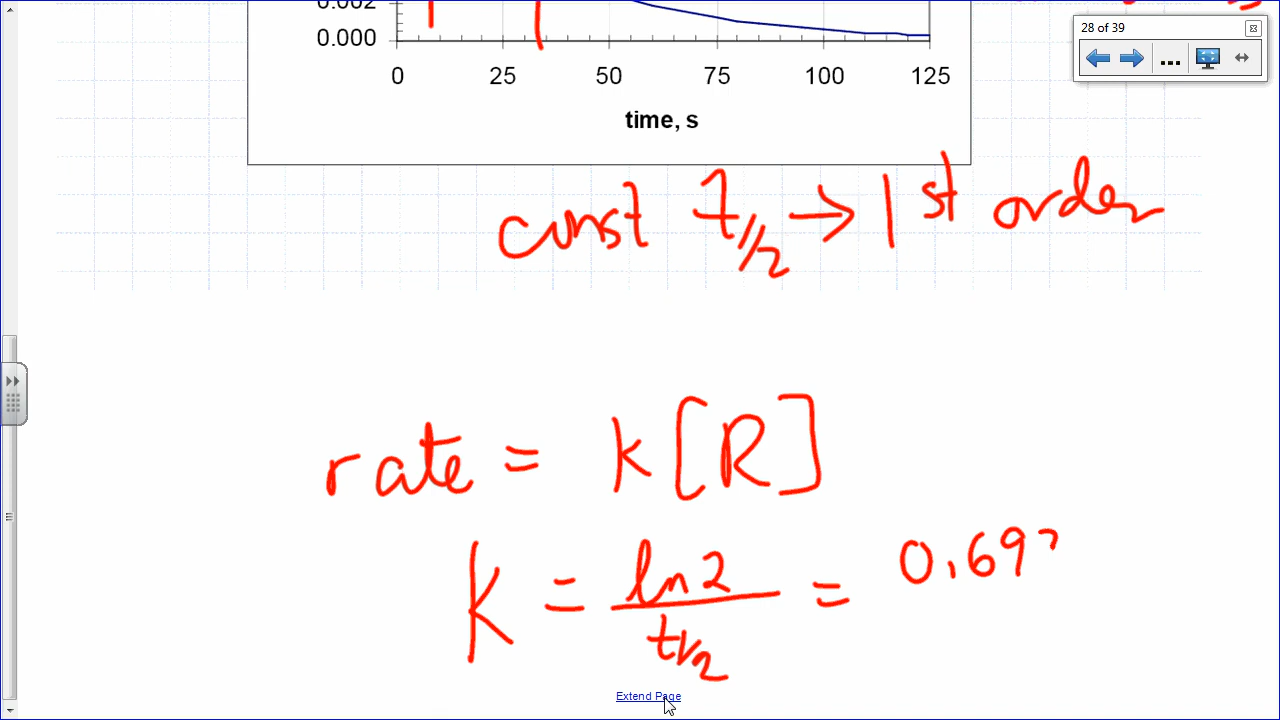 0.002
28 of 39
0.000
0 25 50 75 100 125
time, s
const t1/2 → 1st order
rate = k[R]
k = ln2/t1/2 = 0.69
Extend Page